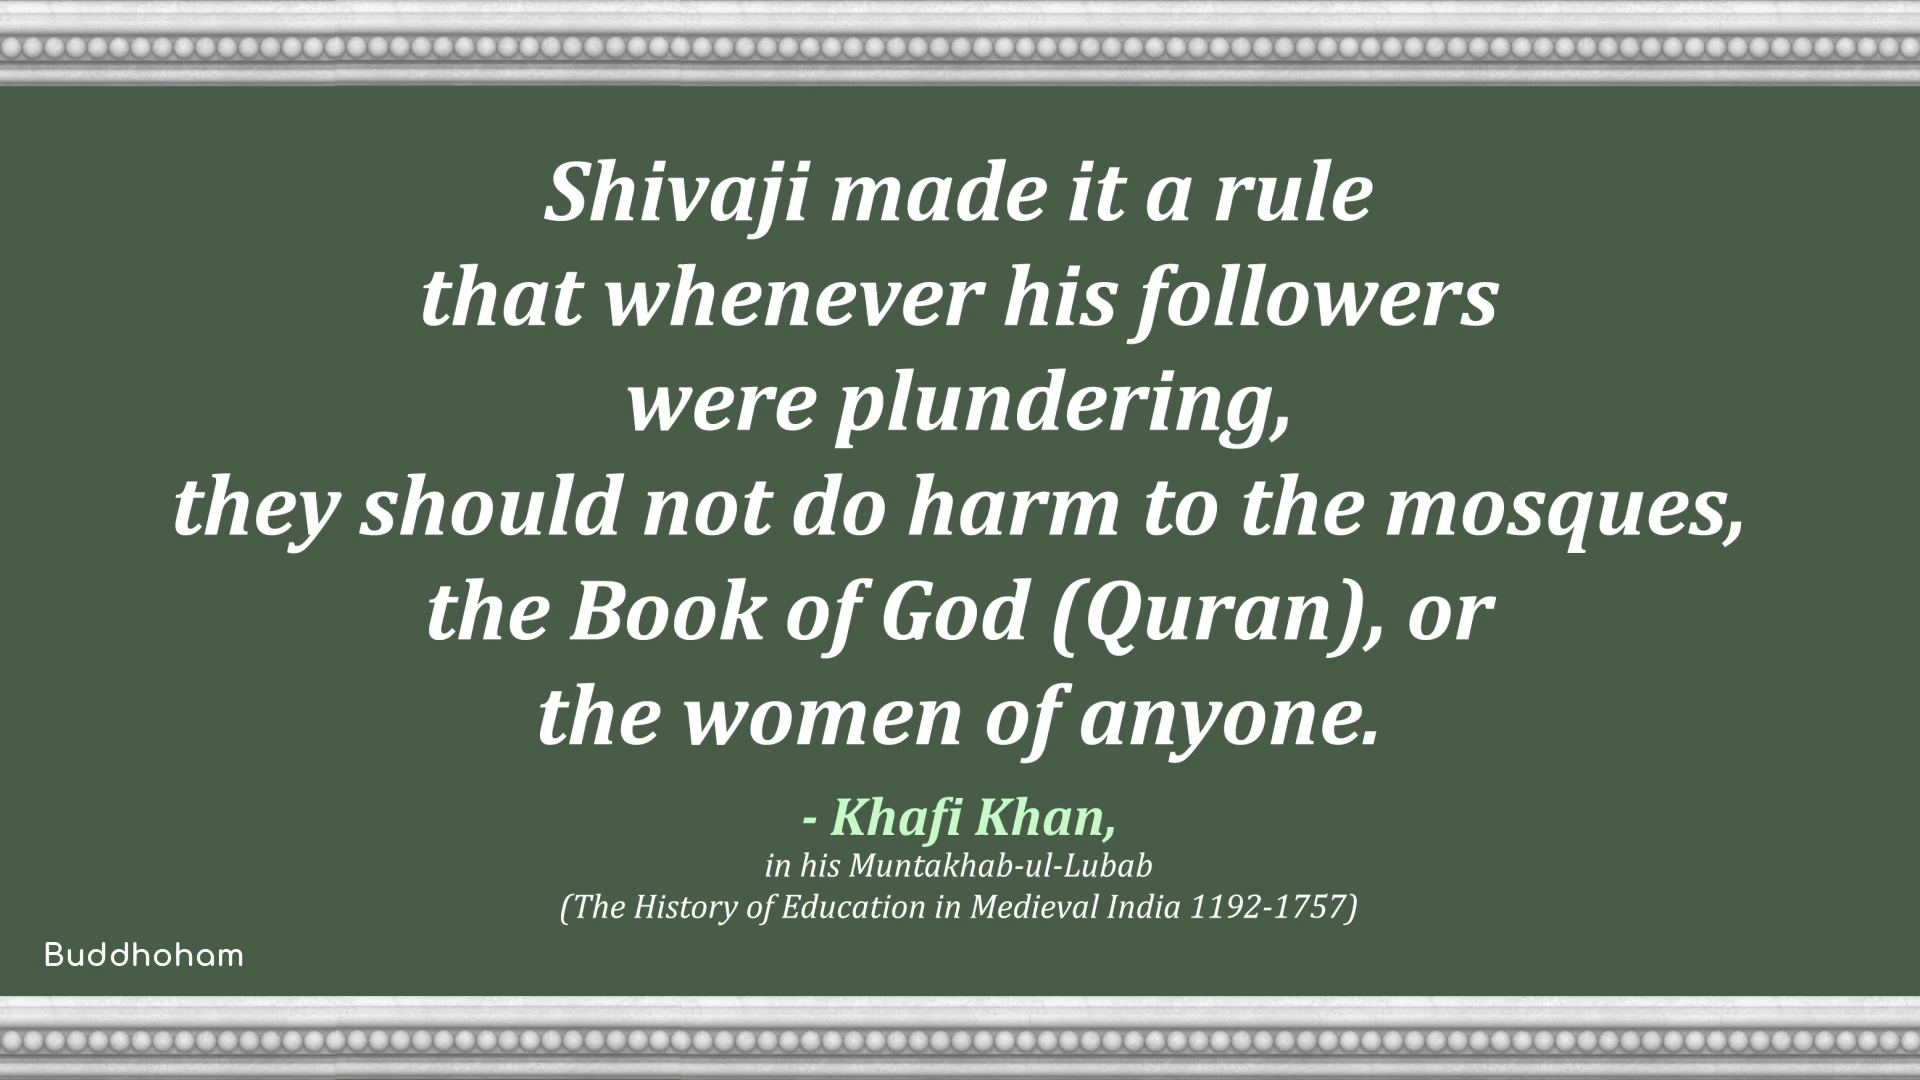 Shivaji made it a rule
that whenever his followers
were plundering,
they should not do harm to the mosques,
the Book of God (Quran), or
the women of anyone.
- Khafi Khan,
in his Muntakhab-ul-Lubab
(The History of Education in Medieval India 1192-1757)
Buddhoham